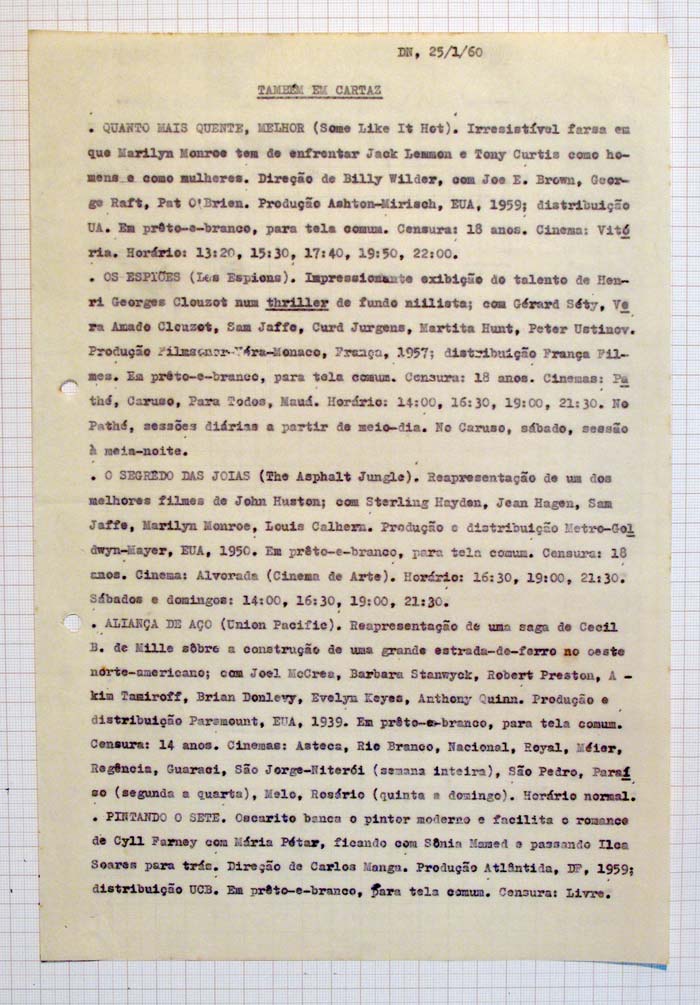 DN, 25/1/60
TAMBÉM EM CARTAZ
. QUANTO MAIS QUENTE, MELHOR (Some Like It Hot). Irresistível farsa em
que Marilyn Monroe tem de enfrentar Jack Lemmon e Tony Curtis como ho-
mens e como mulheres. Direção de Billy Wilder, com Joe E. Brown, Geor-
ge Raft, Pat O'Brien. Produção Ashton-Mirisch, EUA, 1959; distribuição
UA. Em prêto-e-branco, para tela comum. Censura: 18 anos. Cinema: Vitó
ria. Horário: 13:20, 15:30, 17:40, 19:50, 22:00.
. OS ESPIÕES (Les Espions). Impressionante exibição do talento de Hen-
ri Georges Clouzot num thriller de fundo niilista; com Gérard Séty, Ve
ra Amado Clouzot, Sam Jaffe, Curd Jurgens, Martita Hunt, Peter Ustinov.
Produção Filmsonor-Véra-Monaco, França, 1957; distribuição França Fil-
mes. Em prêto-e-branco, para tela comum. Censura: 18 anos. Cinemas: Pa
thé, Caruso, Para Todos, Mauá. Horário: 14:00, 16:30, 19:00, 21:30. No
Pathé, sessões diárias a partir de meio-dia. No Caruso, sábado, sessão
à meia-noite.
. O SEGRÊDO DAS JOIAS (The Asphalt Jungle). Reapresentação de um dos
melhores filmes de John Huston; com Sterling Hayden, Jean Hagen, Sam
Jaffe, Marilyn Monroe, Louis Calhern. Produção e distribuição Metro-Gol
dwyn-Mayer, EUA, 1950. Em prêto-e-branco, para tela comum. Censura: 18
anos. Cinema: Alvorada (Cinema de Arte). Horário: 16:30, 19:00, 21:30.
Sábados e domingos: 14:00, 16:30, 19:00, 21:30.
. ALIANÇA DE AÇO (Union Pacific). Reapresentação de uma saga de Cecil
B. de Mille sôbre a construção de uma grande estrada-de-ferro no oeste
norte-americano; com Joel McCrea, Barbara Stanwyck, Robert Preston, A -
kim Tamiroff, Brian Donlevy, Evelyn Keyes, Anthony Quinn. Produção e
distribuição Paramount, EUA, 1939. Em prêto-e-branco, para tela comum.
Censura: 14 anos. Cinemas: Asteca, Rio Branco, Nacional, Royal, Méier,
Regência, Guaraci, São Jorge-Niterói (semana inteira), São Pedro, Paraí
so (segunda a quarta), Melo, Rosário (quinta a domingo). Horário normal.
. PINTANDO O SETE. Oscarito banca o pintor moderno e facilita o romance
de Cyll Farney com Mária Pétar, ficando com Sônia Mamed e passando Ilca
Soares para trás. Direção de Carlos Manga. Produção Atlântida, DF, 1959;
distribuição UCB. Em prêto-e-branco, para tela comum. Censura: Livre.